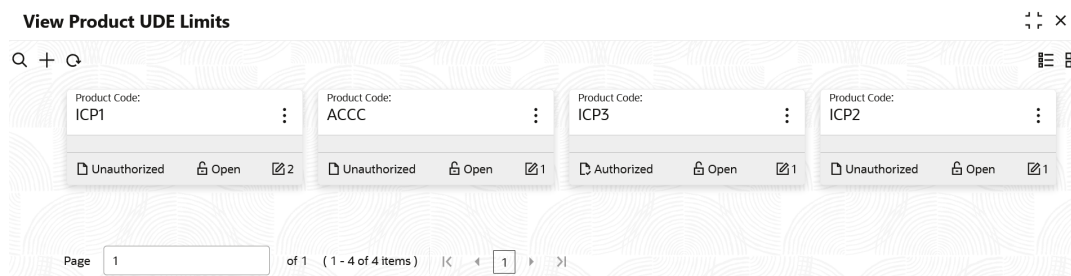 View Product UDE Limits
Product Code: Product Code: Product Code: Product Code:
ICP1 ACCC ICP3 ICP2
Unauthorized Open 2 Unauthorized Open 1 Authorized Open 1 Unauthorized Open 1
Page 1 of 1 ( 1 - 4 of 4 items ) 1